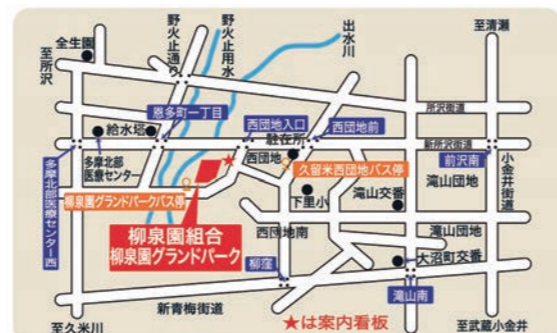 全生園
至所沢
野火止通り
野火止用水
出水川
至清瀬
所沢街道
恩多町一丁目
給水塔
西団地入口
駐在所
西団地前
新所沢街道
多摩北部
医療センター
西団地
久留米西団地バス停
前沢南
小金井街道
多摩北部医療センター西
柳泉園グランドパークバス停
★
下里小
滝山交番
滝山団地
柳泉園組合
柳泉園グランドパーク
西団地南
滝山団地
柳窪
大沼町交番
新青梅街道
滝山南
至久米川
★は案内看板
至武蔵小金井